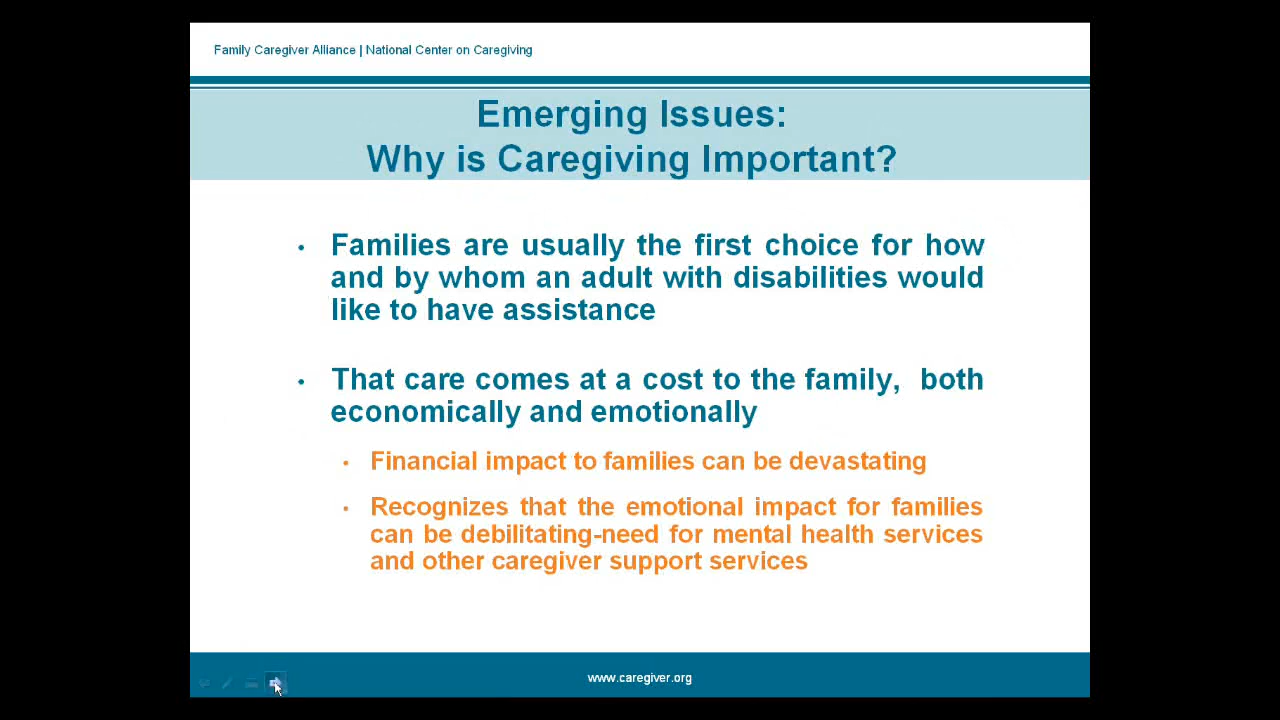 Family Caregiver Alliance | National Center on Caregiving
Emerging Issues:
Why is Caregiving Important?
• Families are usually the first choice for how
and by whom an adult with disabilities would
like to have assistance
• That care comes at a cost to the family,  both
economically and emotionally
• Financial impact to families can be devastating
• Recognizes that the emotional impact for families
can be debilitating-need for mental health services
and other caregiver support services
www.caregiver.org